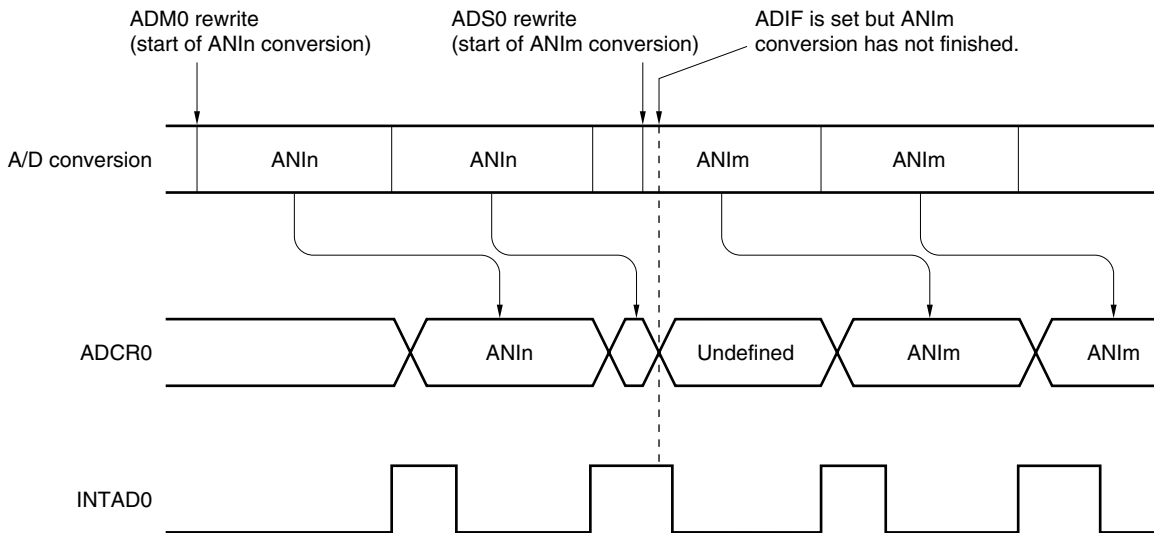 ADM0 rewrite
(start of ANIn conversion)
ADS0 rewrite
(start of ANIm conversion)
ADIF is set but ANIm
conversion has not finished.
A/D conversion
ANIn
ANIn
ANIm
ANIm
ADCR0
ANIn
Undefined
ANIm
ANIm
INTAD0